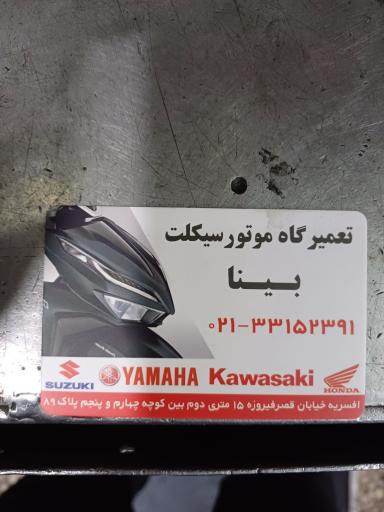 تعمیرگاه موتورسیکلت
بینا
۰۲۱-۳۳۱۵۲۳۹۱
SUZUKI YAMAHA Kawasaki HONDA
افسریه خیابان قصرفیروزه ۱۵ متری دوم بین کوچه چهارم و پنجم پلاک ۸۹